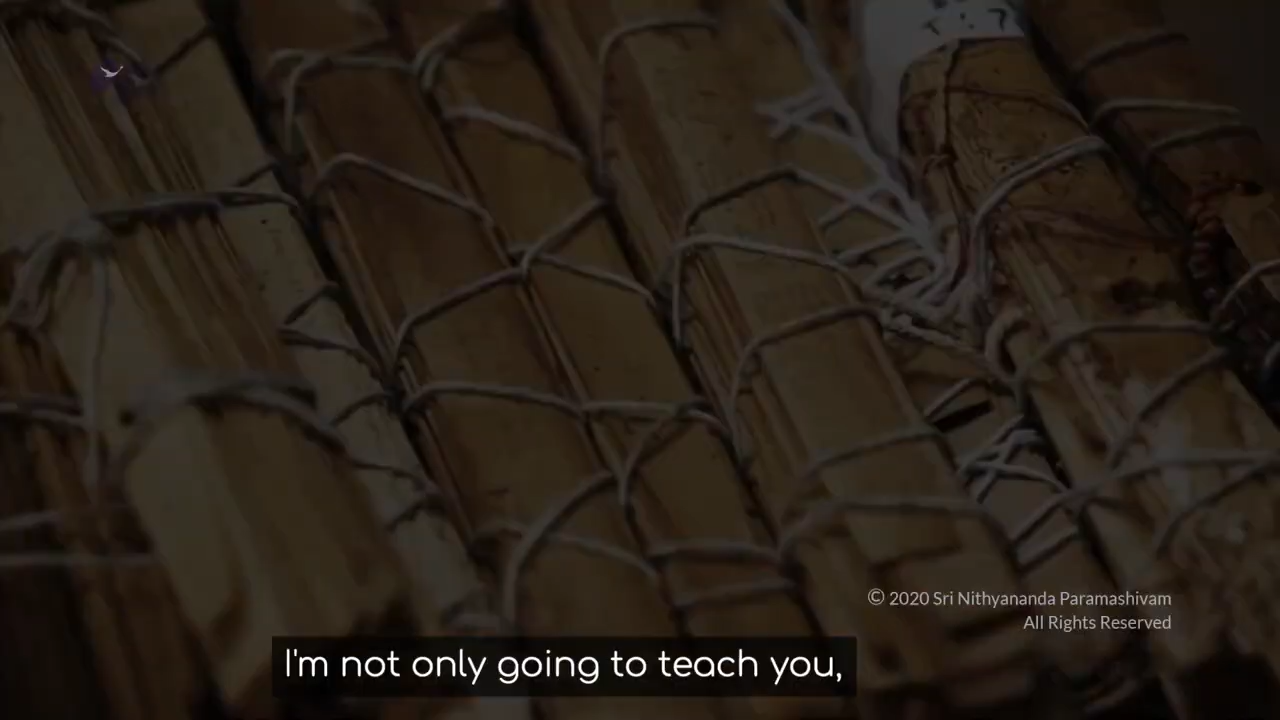 © 2020 Sri Nithyananda Paramashivam
All Rights Reserved
I'm not only going to teach you,